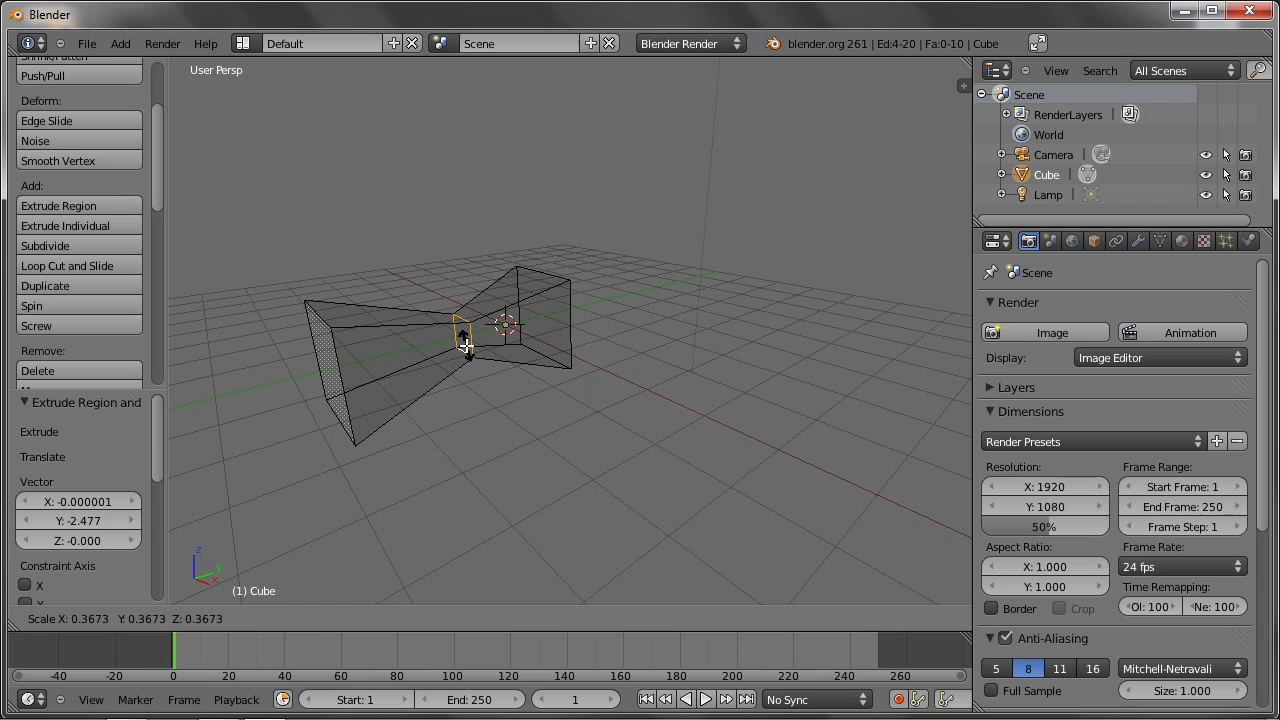 Blender
File Add Render Help Default Scene Blender Render blender.org 261 | Ed:4-20 | Fa:0-10 | Cube
Push/Pull
Deform:
Edge Slide
Noise
Smooth Vertex
Add:
Extrude Region
Extrude Individual
Subdivide
Loop Cut and Slide
Duplicate
Spin
Screw
Remove:
Delete
Extrude Region and
Extrude
Translate
Vector
X: -0.000001
Y: -2.477
Z: -0.000
Constraint Axis
X
User Persp
z
y
x
(1) Cube
Scale X: 0.3673 Y: 0.3673 Z: 0.3673
-40 -20 0 20 40 60 80 100 120 140 160 180 200 220 240 260
View Marker Frame Playback Start: 1 End: 250 1 No Sync
View Search All Scenes
Scene
RenderLayers |
World
Camera |
Cube |
Lamp |
Scene
Render
Image Animation
Display: Image Editor
Layers
Dimensions
Render Presets
Resolution: Frame Range:
X: 1920 Start Frame: 1
Y: 1080 End Frame: 250
50% Frame Step: 1
Aspect Ratio: Frame Rate:
X: 1.000 24 fps
Y: 1.000 Time Remapping:
Border Crop Ol: 100 Ne: 100
Anti-Aliasing
5 8 11 16 Mitchell-Netravali
Full Sample Size: 1.000